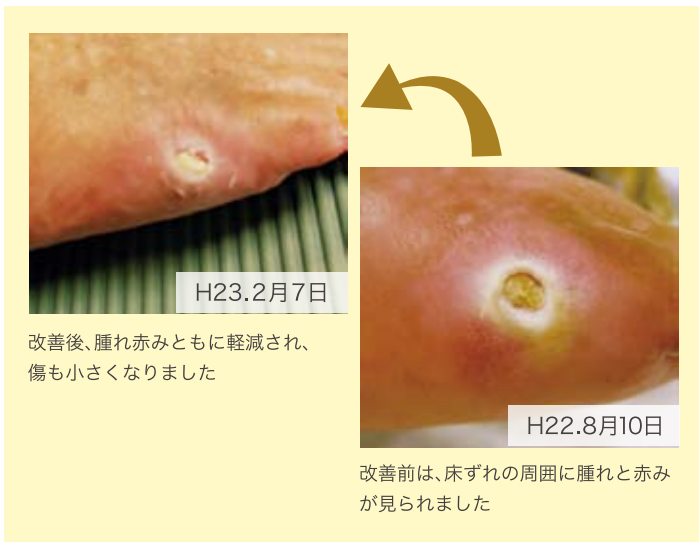 H23.2月7日
改善後、腫れ赤みともに軽減され、
傷も小さくなりました
H22.8月10日
改善前は、床ずれの周囲に腫れと赤み
が見られました